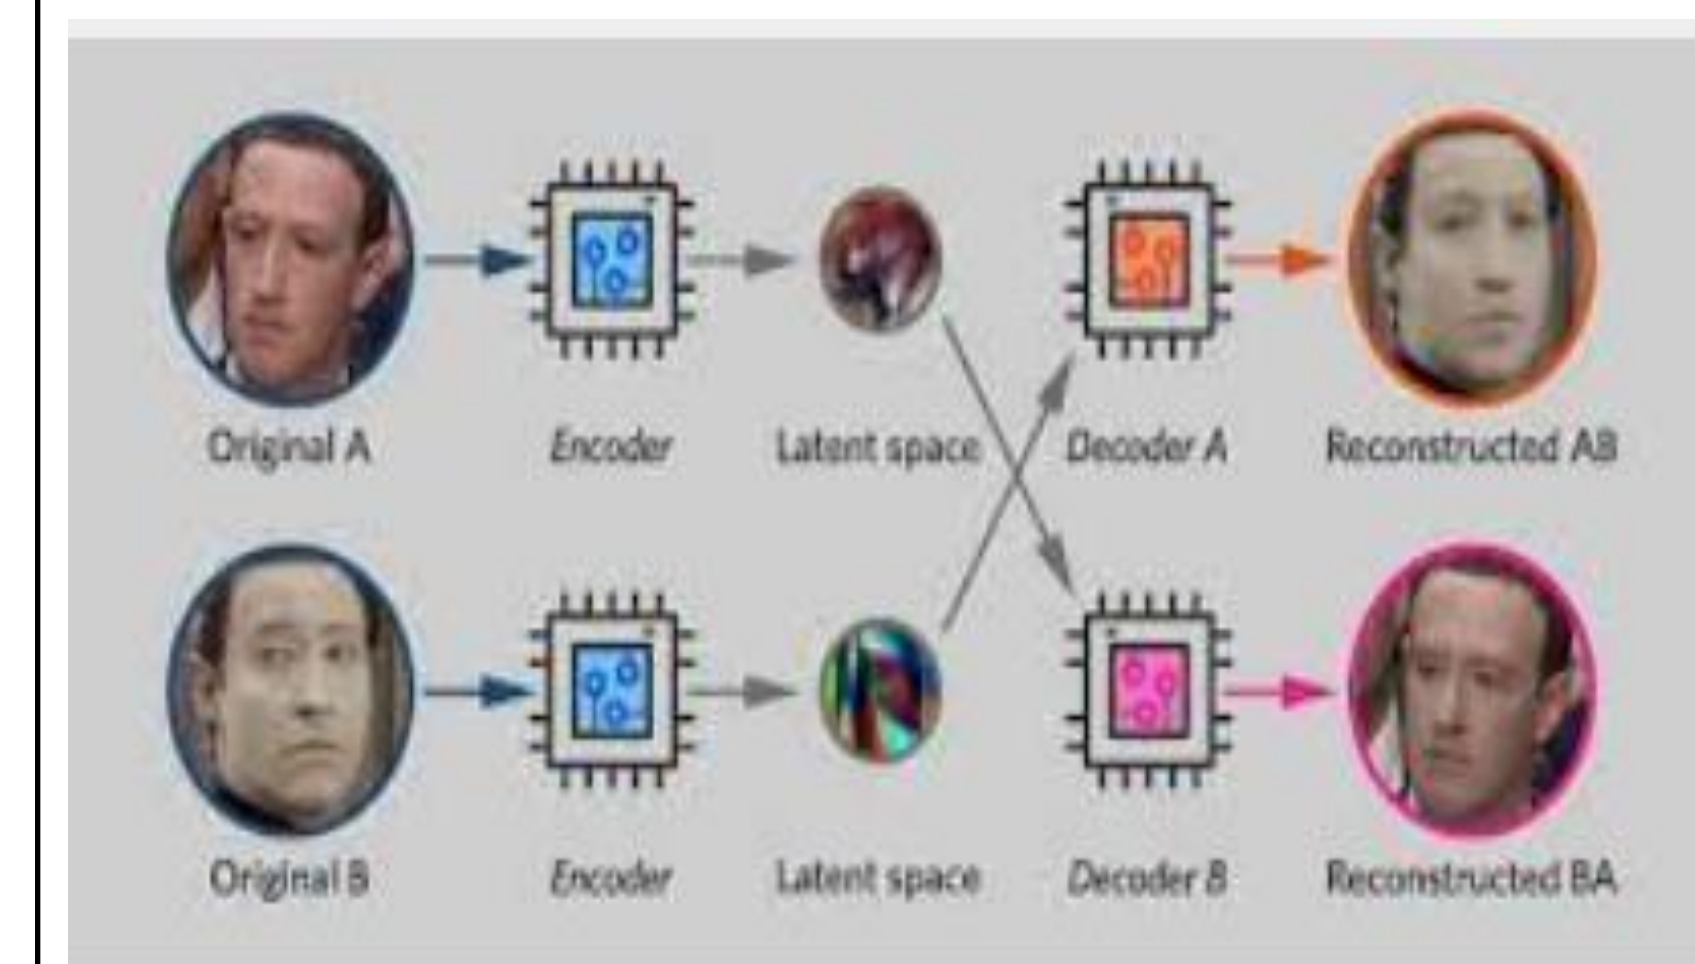 Original A
Encoder
Latent space
Decoder A
Reconstructed AB
Original B
Encoder
Latent space
Decoder B
Reconstructed BA